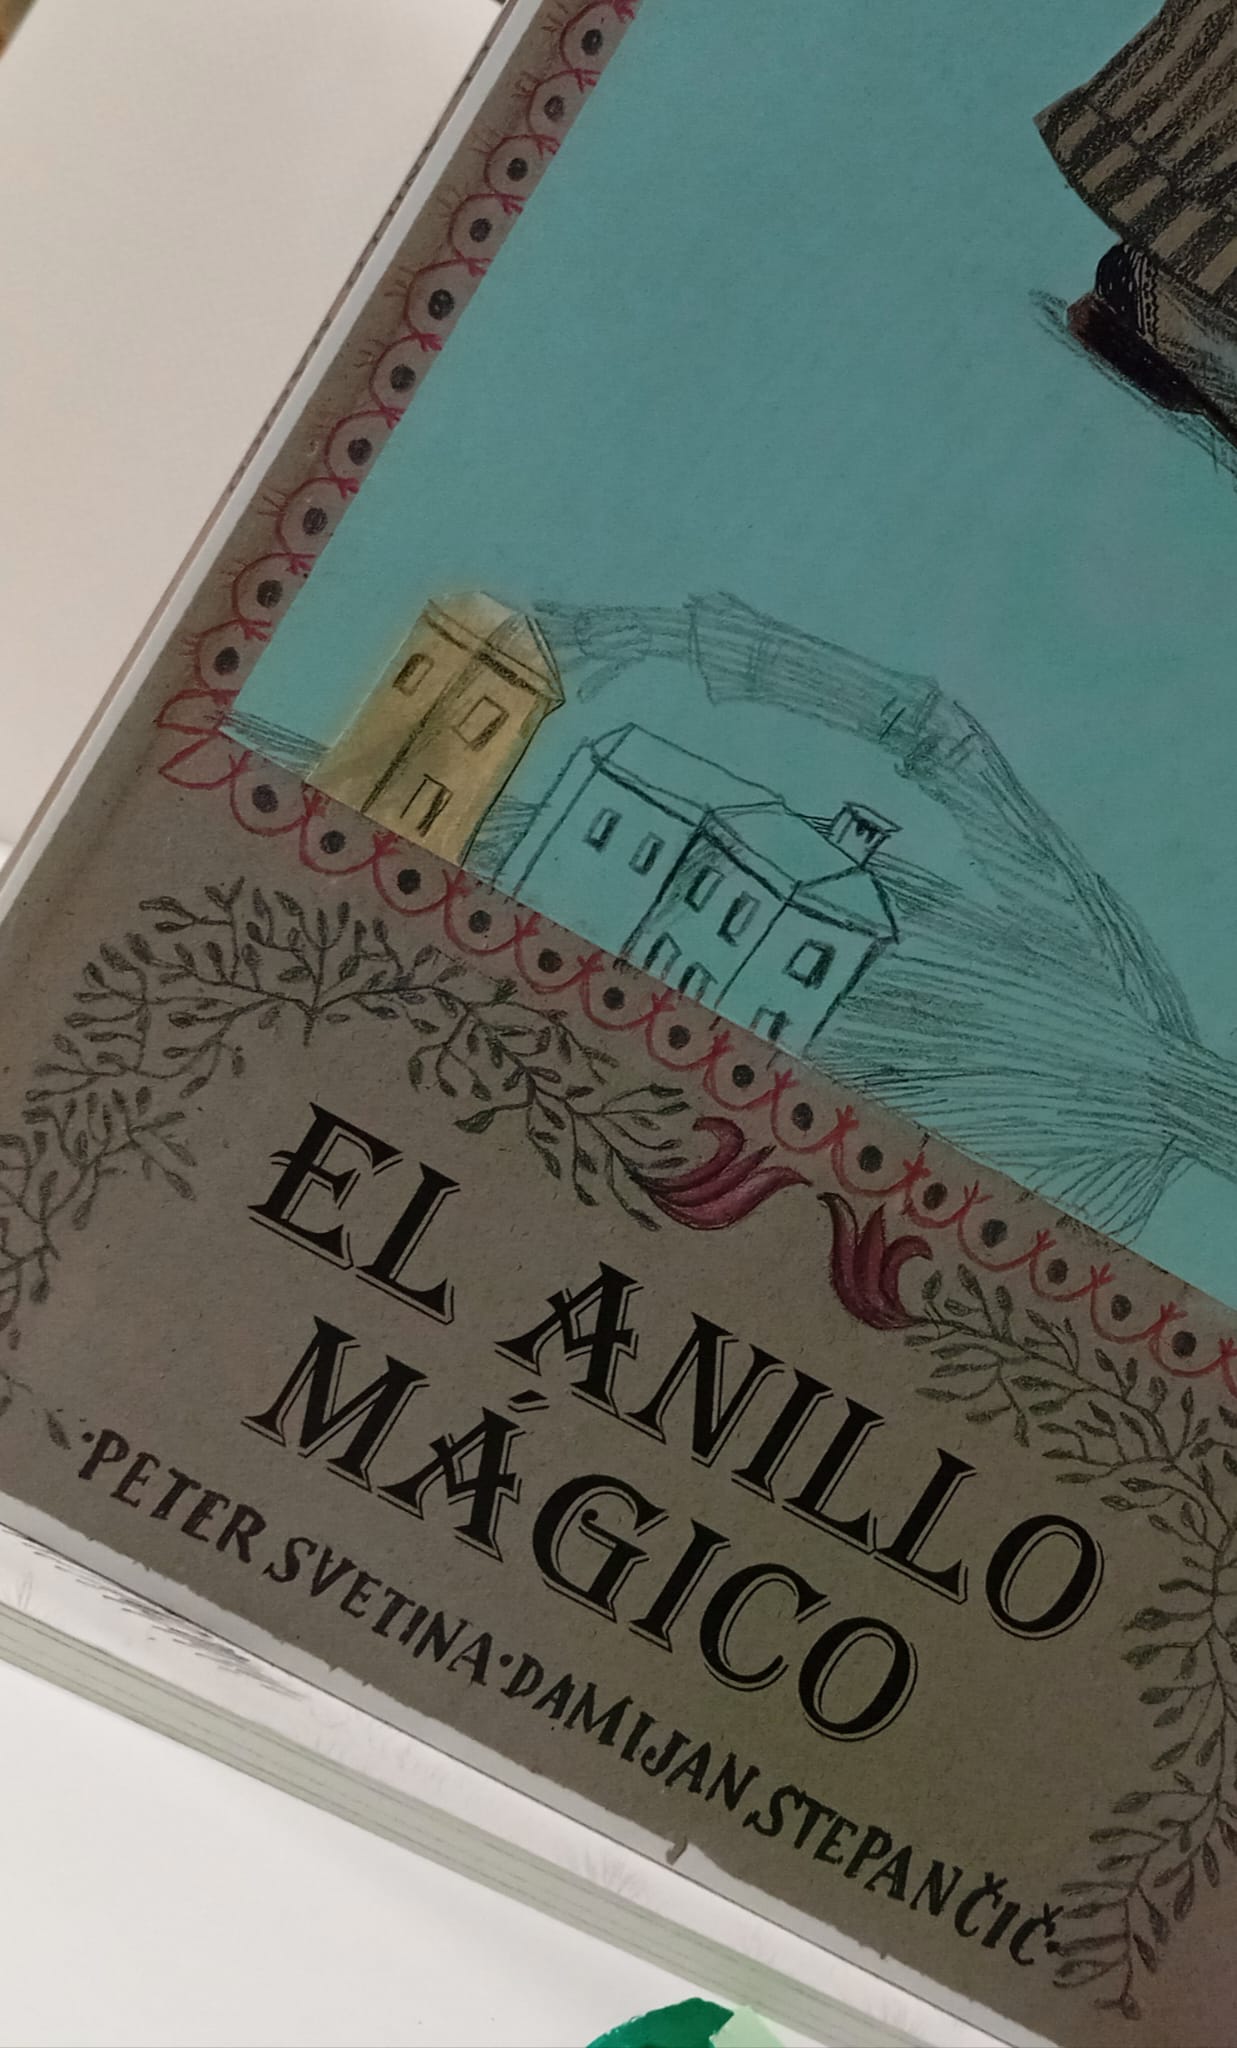 EL ANILLO
MÁGICO
·PETER SVETINA·DAMIJAN STEPANČIČ·